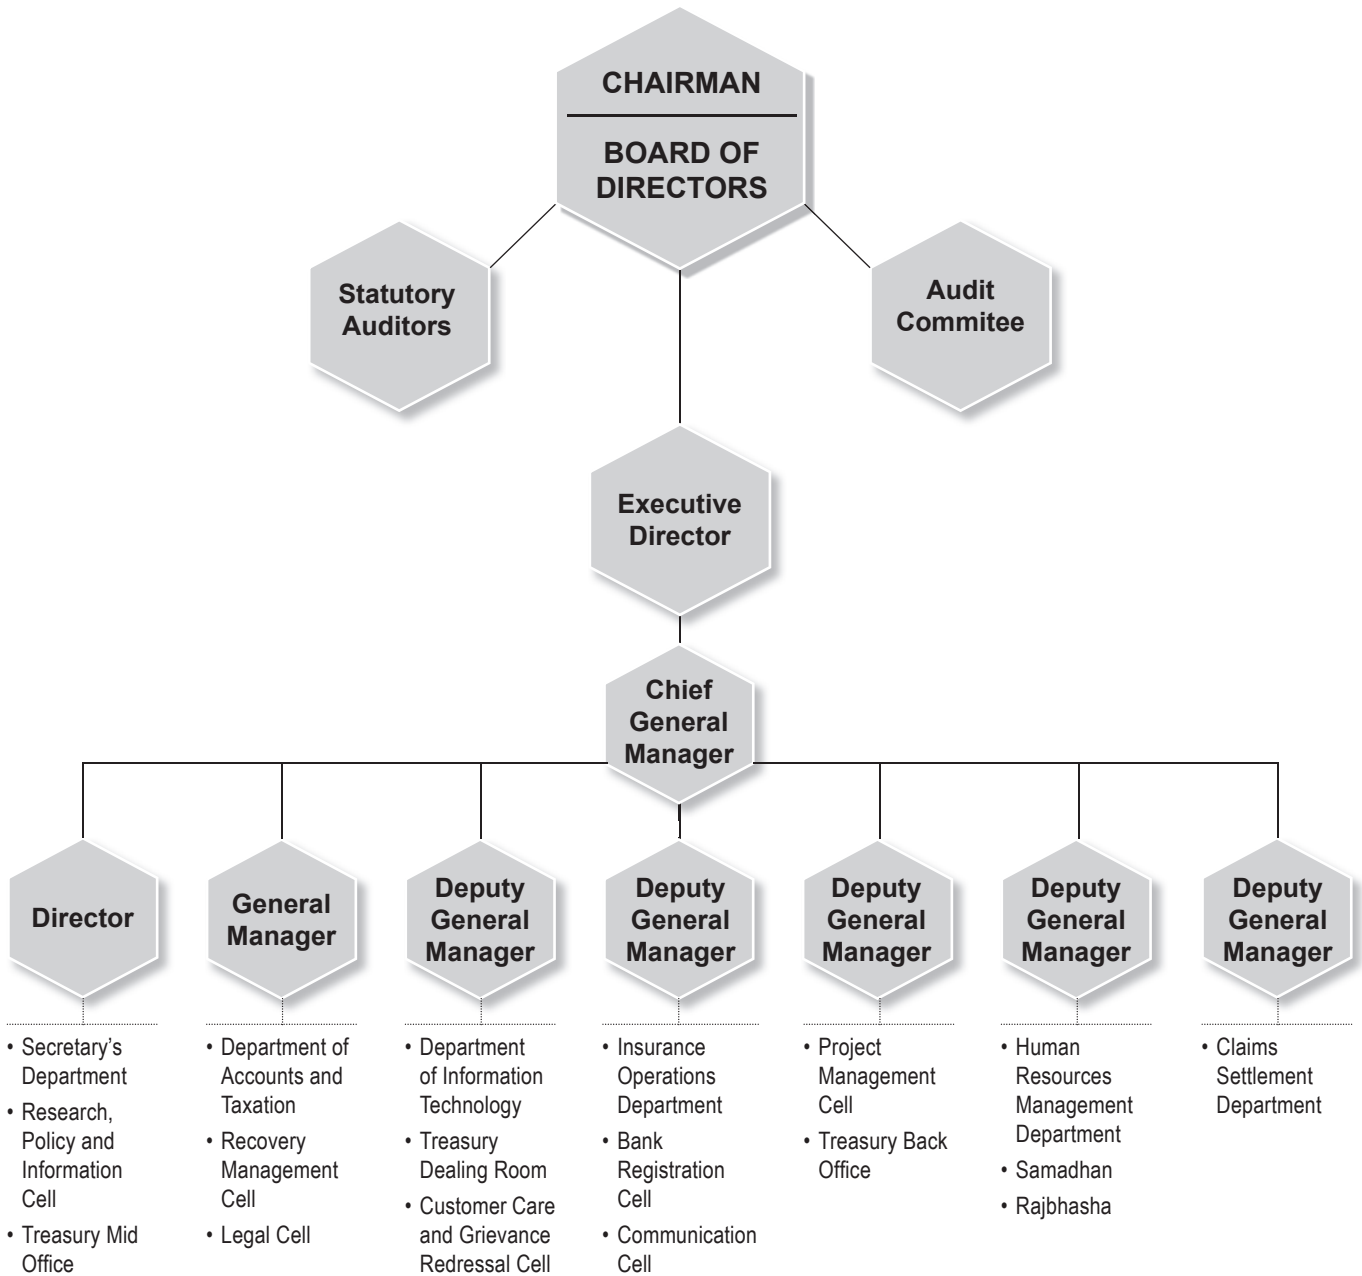 CHAIRMAN
BOARD OF
DIRECTORS
Statutory
Auditors
Audit
Commitee
Executive
Director
Chief
General
Manager
Director
General
Manager
Deputy
General
Manager
Deputy
General
Manager
Deputy
General
Manager
Deputy
General
Manager
Deputy
General
Manager
• Secretary’s
Department
• Research,
Policy and
Information
Cell
• Treasury Mid
Office
• Department of
Accounts and
Taxation
• Recovery
Management
Cell
• Legal Cell
• Department
of Information
Technology
• Treasury
Dealing Room
• Customer Care
and Grievance
Redressal Cell
• Insurance
Operations
Department
• Bank
Registration
Cell
• Communication
Cell
• Project
Management
Cell
• Treasury Back
Office
• Human
Resources
Management
Department
• Samadhan
• Rajbhasha
• Claims
Settlement
Department